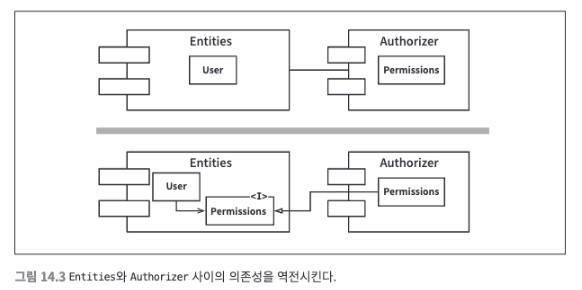 Entities
Authorizer
User
Permissions
Entities
Authorizer
User
<I>
Permissions
Permissions
그림 14.3 Entities와 Authorizer 사이의 의존성을 역전시킨다.